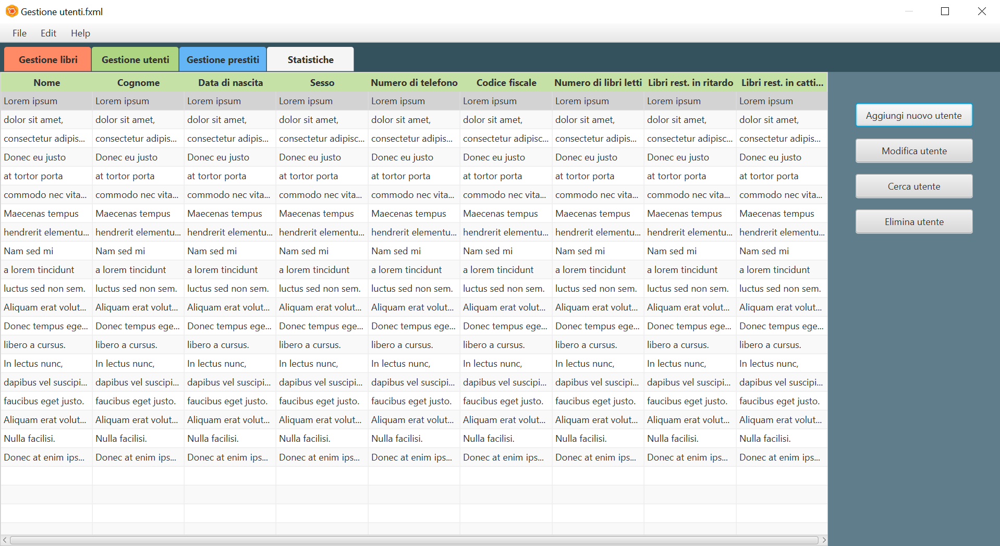 Gestione utenti.fxml
File Edit Help
Gestione libri Gestione utenti Gestione prestiti Statistiche
Nome Cognome Data di nascita Sesso Numero di telefono Codice fiscale Numero di libri letti Libri rest. in ritardo Libri rest. in catti...
Lorem ipsum Lorem ipsum Lorem ipsum Lorem ipsum Lorem ipsum Lorem ipsum Lorem ipsum Lorem ipsum Lorem ipsum
Aggiungi nuovo utente
dolor sit amet, dolor sit amet, dolor sit amet, dolor sit amet, dolor sit amet, dolor sit amet, dolor sit amet, dolor sit amet, dolor sit amet,
consectetur adipis... consectetur adipis... consectetur adipis... consectetur adipisc... consectetur adipis... consectetur adipisc... consectetur adipis... consectetur adipisc... consectetur adipis...
Modifica utente
Donec eu justo Donec eu justo Donec eu justo Donec eu justo Donec eu justo Donec eu justo Donec eu justo Donec eu justo Donec eu justo
at tortor porta at tortor porta at tortor porta at tortor porta at tortor porta at tortor porta at tortor porta at tortor porta at tortor porta
Cerca utente
commodo nec vita... commodo nec vita... commodo nec vita... commodo nec vita... commodo nec vita... commodo nec vita... commodo nec vita... commodo nec vita... commodo nec vita...
Maecenas tempus Maecenas tempus Maecenas tempus Maecenas tempus Maecenas tempus Maecenas tempus Maecenas tempus Maecenas tempus Maecenas tempus
Elimina utente
hendrerit elementu... hendrerit elementu... hendrerit elementu... hendrerit elementu... hendrerit elementu... hendrerit elementu... hendrerit elementu... hendrerit elementu... hendrerit elementu...
Nam sed mi Nam sed mi Nam sed mi Nam sed mi Nam sed mi Nam sed mi Nam sed mi Nam sed mi Nam sed mi
a lorem tincidunt a lorem tincidunt a lorem tincidunt a lorem tincidunt a lorem tincidunt a lorem tincidunt a lorem tincidunt a lorem tincidunt a lorem tincidunt
luctus sed non sem. luctus sed non sem. luctus sed non sem. luctus sed non sem. luctus sed non sem. luctus sed non sem. luctus sed non sem. luctus sed non sem. luctus sed non sem.
Aliquam erat volut... Aliquam erat volut... Aliquam erat volut... Aliquam erat volut... Aliquam erat volut... Aliquam erat volut... Aliquam erat volut... Aliquam erat volut... Aliquam erat volut...
Donec tempus ege... Donec tempus ege... Donec tempus ege... Donec tempus ege... Donec tempus ege... Donec tempus ege... Donec tempus ege... Donec tempus ege... Donec tempus ege...
libero a cursus. libero a cursus. libero a cursus. libero a cursus. libero a cursus. libero a cursus. libero a cursus. libero a cursus. libero a cursus.
In lectus nunc, In lectus nunc, In lectus nunc, In lectus nunc, In lectus nunc, In lectus nunc, In lectus nunc, In lectus nunc, In lectus nunc,
dapibus vel suscipi... dapibus vel suscipi... dapibus vel suscipi... dapibus vel suscipi... dapibus vel suscipi... dapibus vel suscipi... dapibus vel suscipi... dapibus vel suscipi... dapibus vel suscipi...
faucibus eget justo. faucibus eget justo. faucibus eget justo. faucibus eget justo. faucibus eget justo. faucibus eget justo. faucibus eget justo. faucibus eget justo. faucibus eget justo.
Aliquam erat volut... Aliquam erat volut... Aliquam erat volut... Aliquam erat volut... Aliquam erat volut... Aliquam erat volut... Aliquam erat volut... Aliquam erat volut... Aliquam erat volut...
Nulla facilisi. Nulla facilisi. Nulla facilisi. Nulla facilisi. Nulla facilisi. Nulla facilisi. Nulla facilisi. Nulla facilisi. Nulla facilisi.
Donec at enim ips... Donec at enim ips... Donec at enim ips... Donec at enim ips... Donec at enim ips... Donec at enim ips... Donec at enim ips... Donec at enim ips... Donec at enim ips...